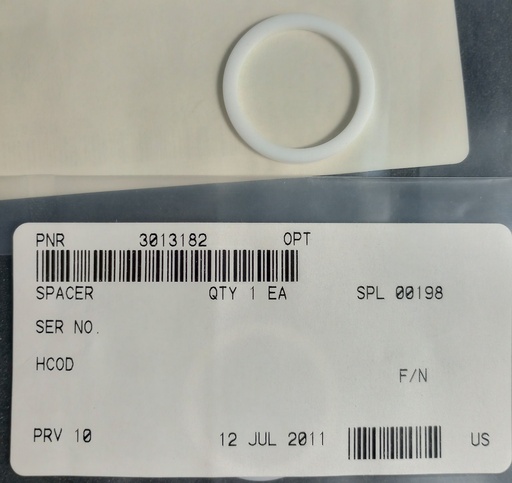 PNR 3013182 OPT
SPACER QTY 1 EA SPL 00198
SER NO.
HCOD
F/N
PRV 10 12 JUL 2011 US